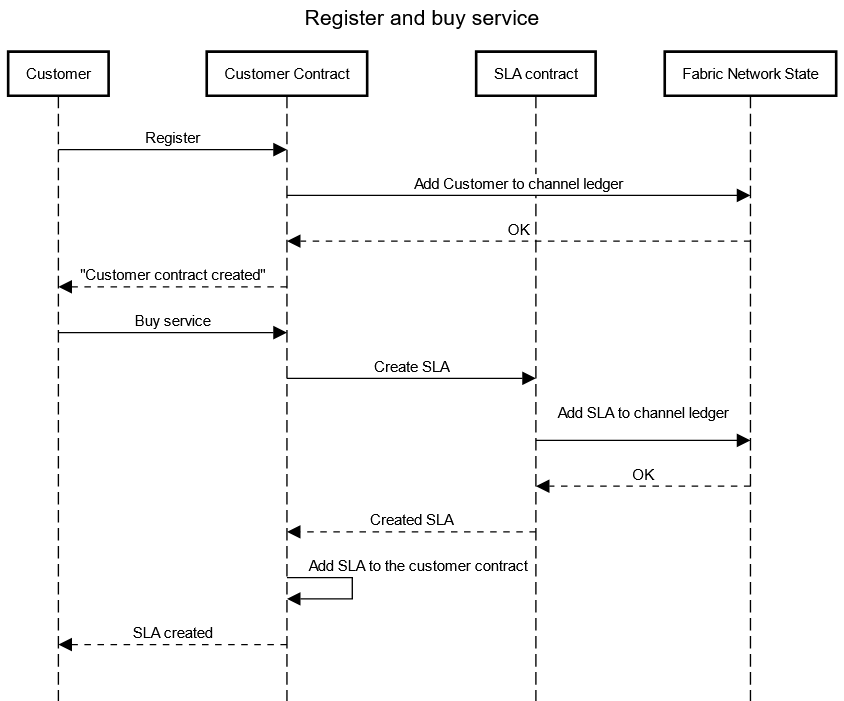 Register and buy service
Customer
Customer Contract
SLA contract
Fabric Network State
Register
Add Customer to channel ledger
OK
"Customer contract created"
Buy service
Create SLA
Add SLA to channel ledger
OK
Created SLA
Add SLA to the customer contract
SLA created